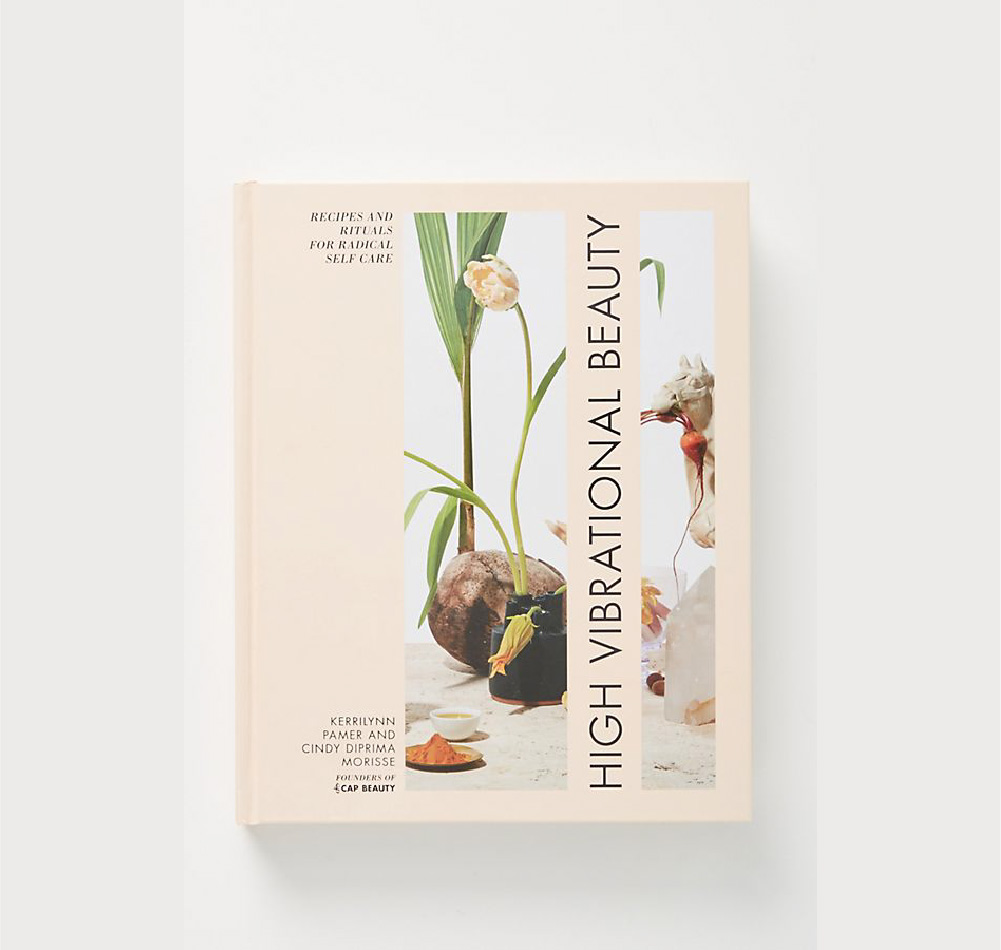 RECIPES AND
RITUALS
FOR RADICAL
SELF CARE
HIGH VIBRATIONAL BEAUTY
KERRILYNN
PAMER AND
CINDY DIPRIMA
MORISSE
FOUNDERS OF
CAP BEAUTY